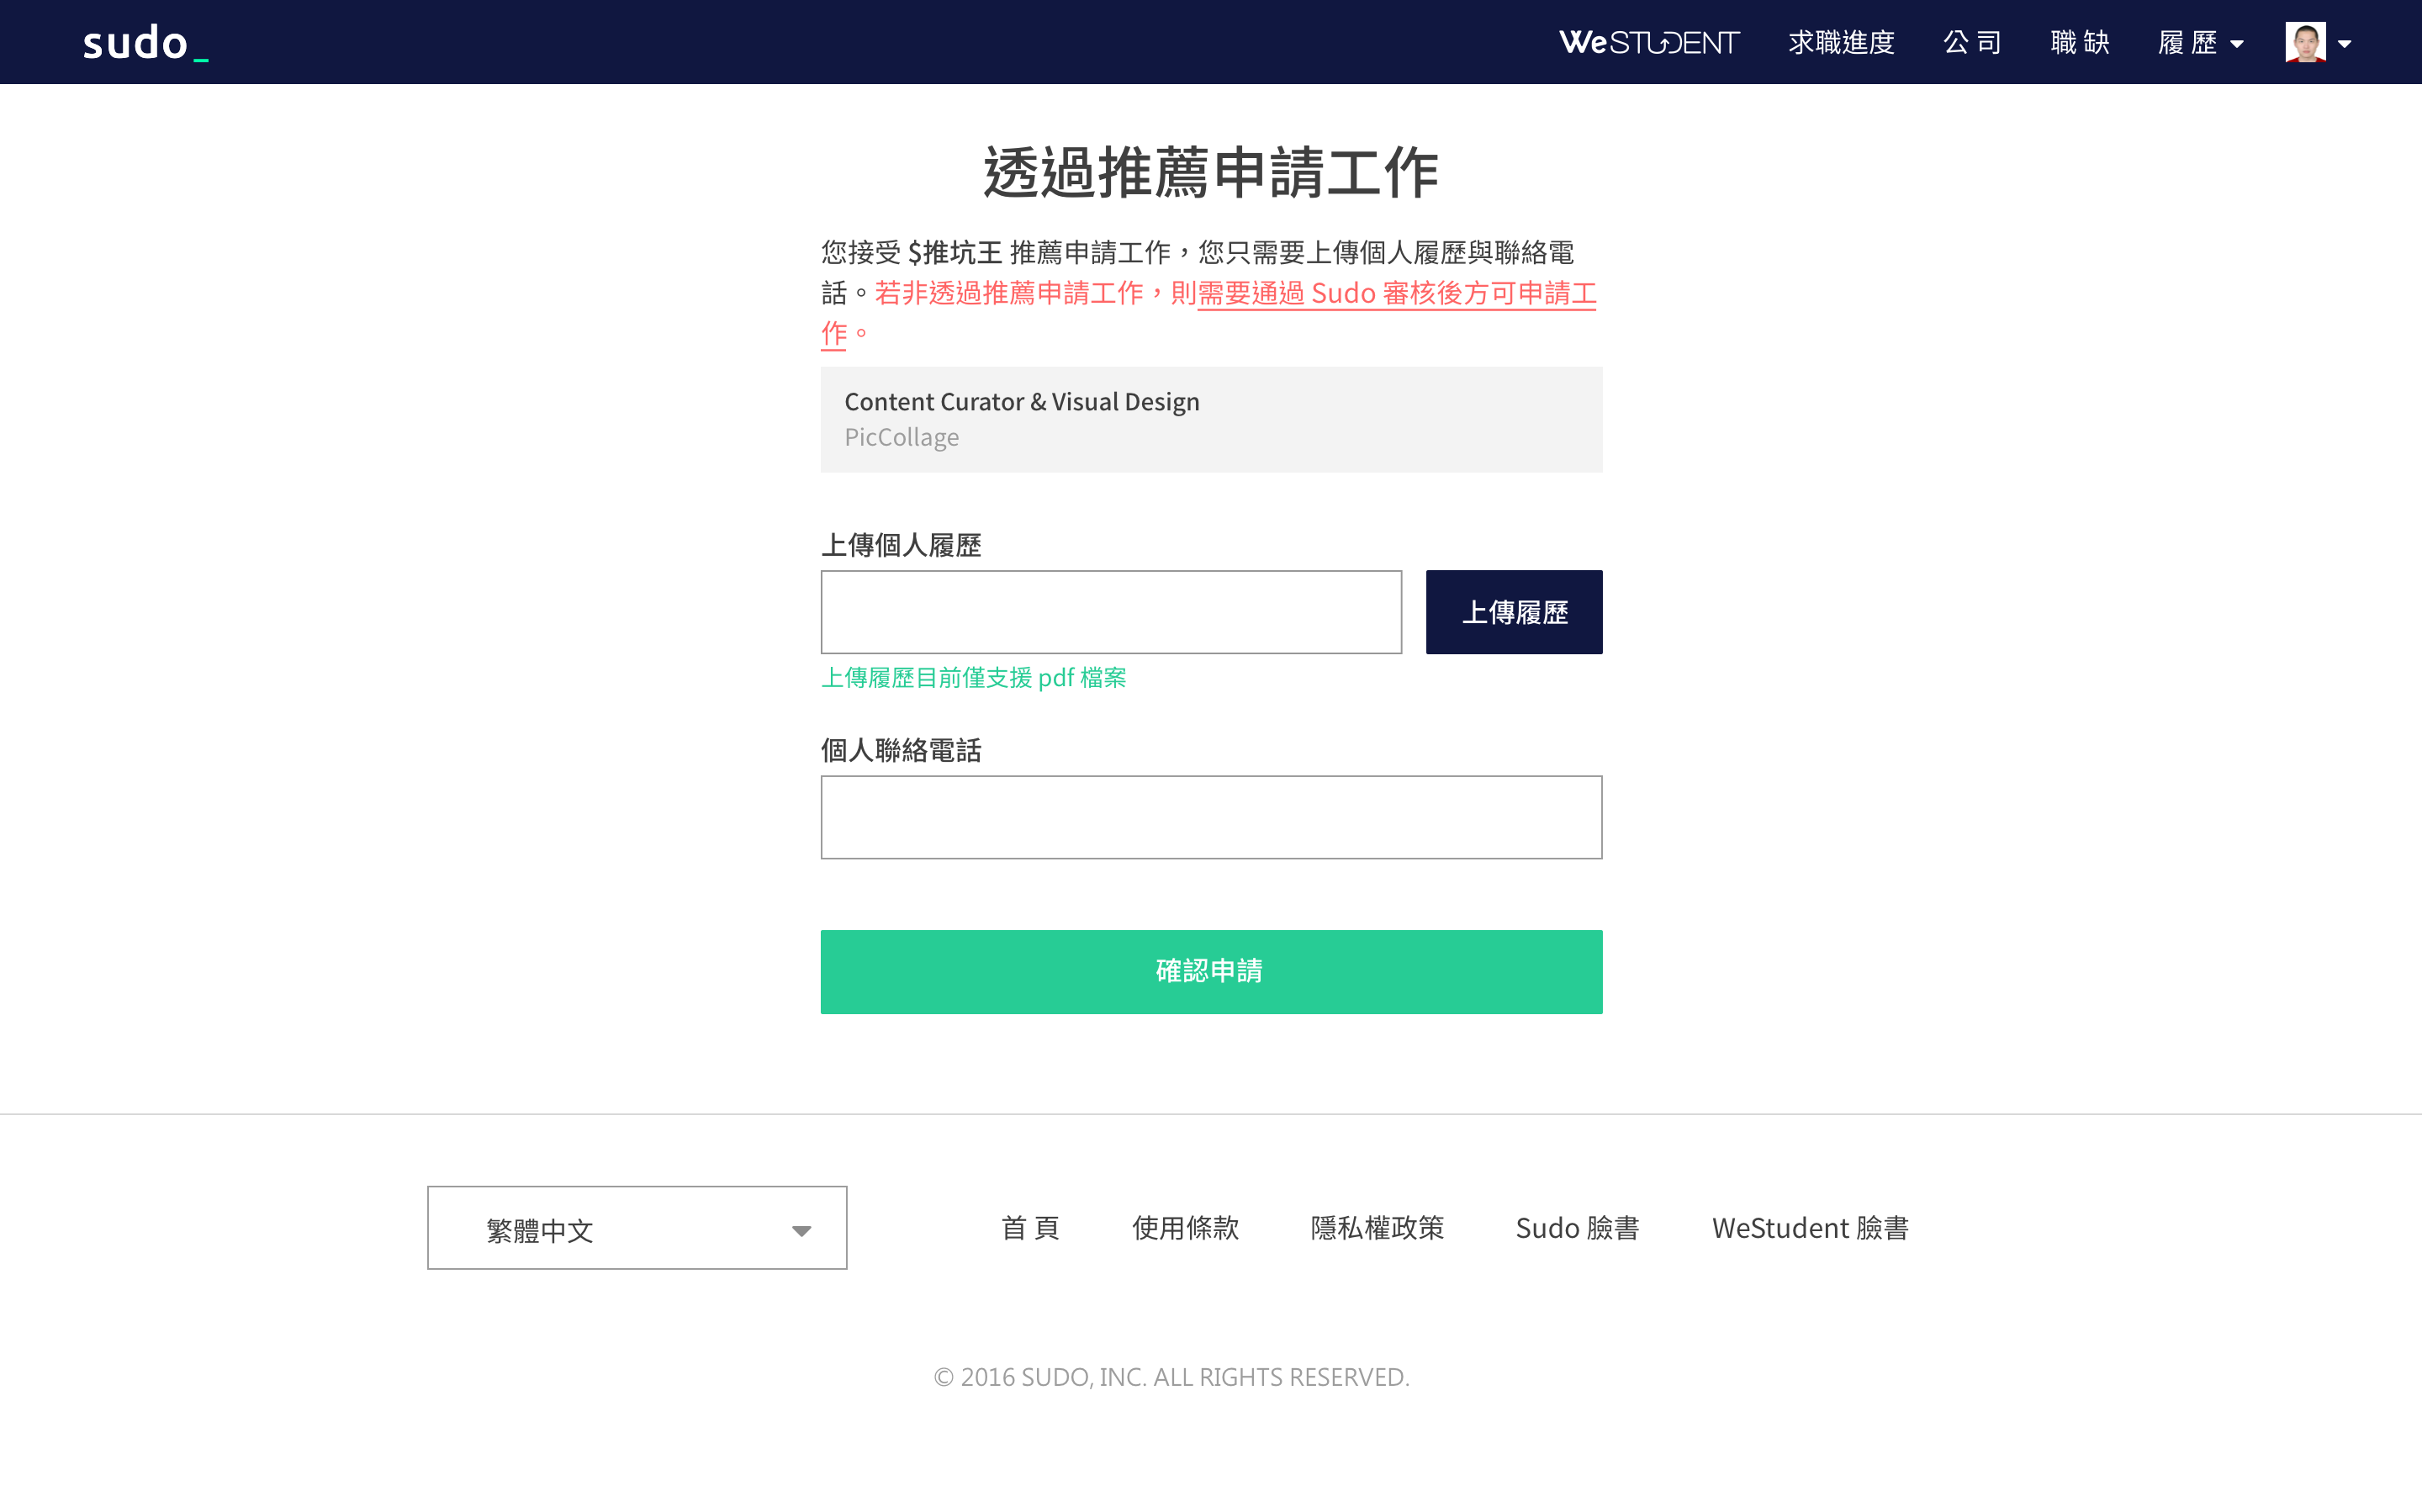 sudo_
WeSTUDENT 求職進度 公 司 職 缺 履 歷
透過推薦申請工作
您接受 $推坑王 推薦申請工作，您只需要上傳個人履歷與聯絡電
話。若非透過推薦申請工作，則需要通過 Sudo 審核後方可申請工
作。
Content Curator & Visual Design
PicCollage
上傳個人履歷
上傳履歷
上傳履歷目前僅支援 pdf 檔案
個人聯絡電話
確認申請
繁體中文
首 頁 使用條款 隱私權政策 Sudo 臉書 WeStudent 臉書
© 2016 SUDO, INC. ALL RIGHTS RESERVED.